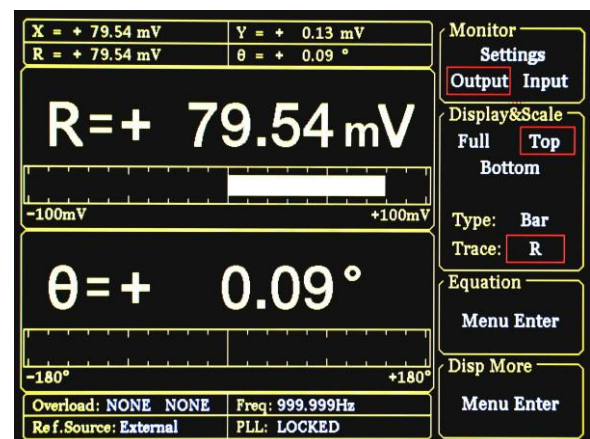 X = + 79.54 mV
Y = + 0.13 mV
R = + 79.54 mV
θ = + 0.09 °
R=+ 79.54 mV
-100mV
+100mV
θ=+ 0.09°
-180°
+180°
Overload: NONE NONE
Freq: 999.999Hz
Ref.Source: External
PLL: LOCKED
Monitor
Settings
Output Input
Display&Scale
Full Top
Bottom
Type: Bar
Trace: R
Equation
Menu Enter
Disp More
Menu Enter